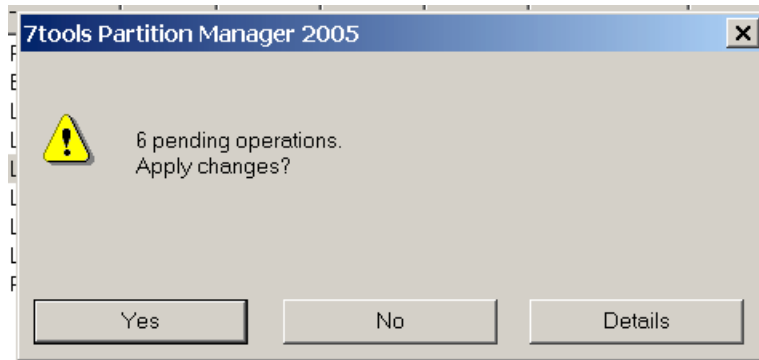 7tools Partition Manager 2005
P
E
L
L
L
L
L
L
P
6 pending operations.
Apply changes?
Yes
No
Details